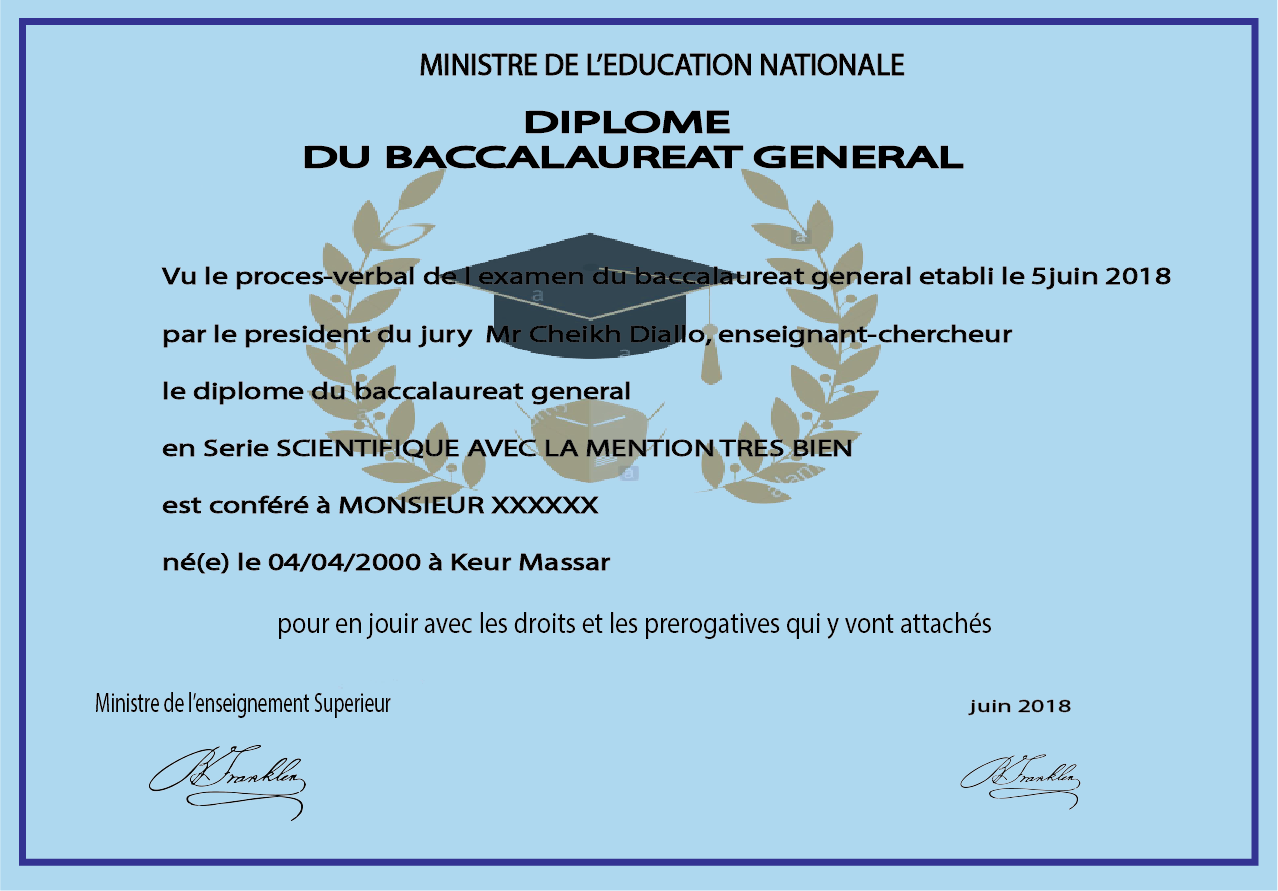 MINISTRE DE L'EDUCATION NATIONALE
DIPLOME
DU BACCALAUREAT GENERAL
Vu le proces-verbal de l examen du baccalaureat general etabli le 5juin 2018
par le president du jury Mr Cheikh Diallo, enseignant-chercheur
le diplome du baccalaureat general
en Serie SCIENTIFIQUE AVEC LA MENTION TRES BIEN
est conféré à MONSIEUR XXXXXX
né(e) le 04/04/2000 à Keur Massar
pour en jouir avec les droits et les prerogatives qui y vont attachés
Ministre de l'enseignement Superieur
juin 2018
B Franklin
B Franklin